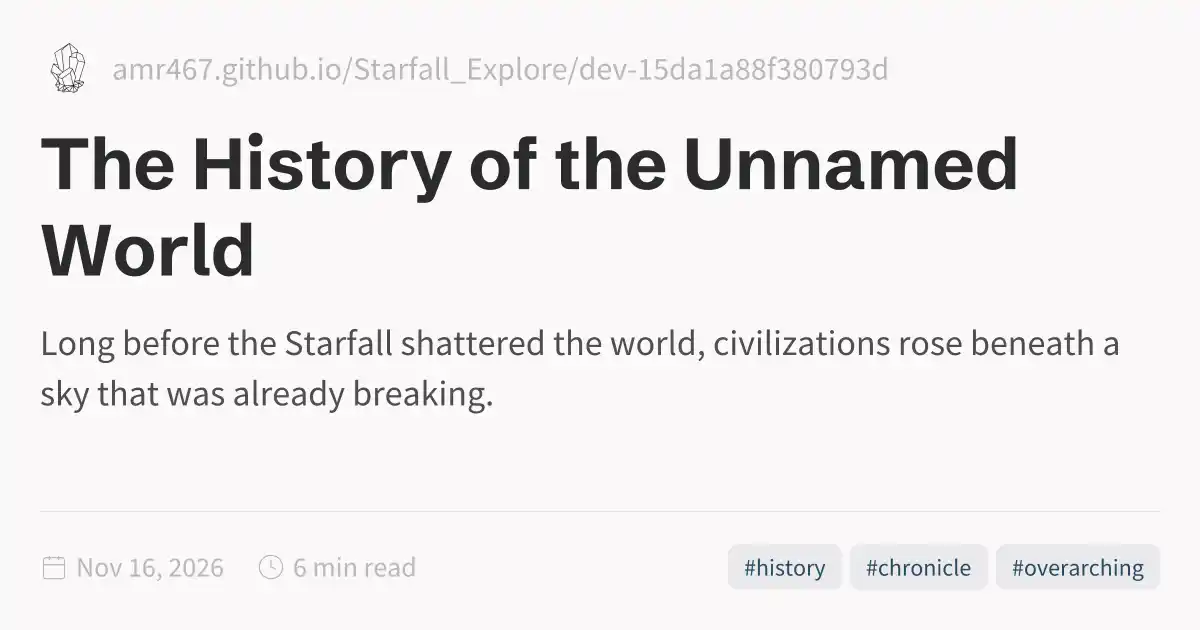 amr467.github.io/Starfall_Explore/dev-15da1a88f380793d
The History of the Unnamed
World
Long before the Starfall shattered the world, civilizations rose beneath a
sky that was already breaking.
Nov 16, 2026 6 min read #history #chronicle #overarching